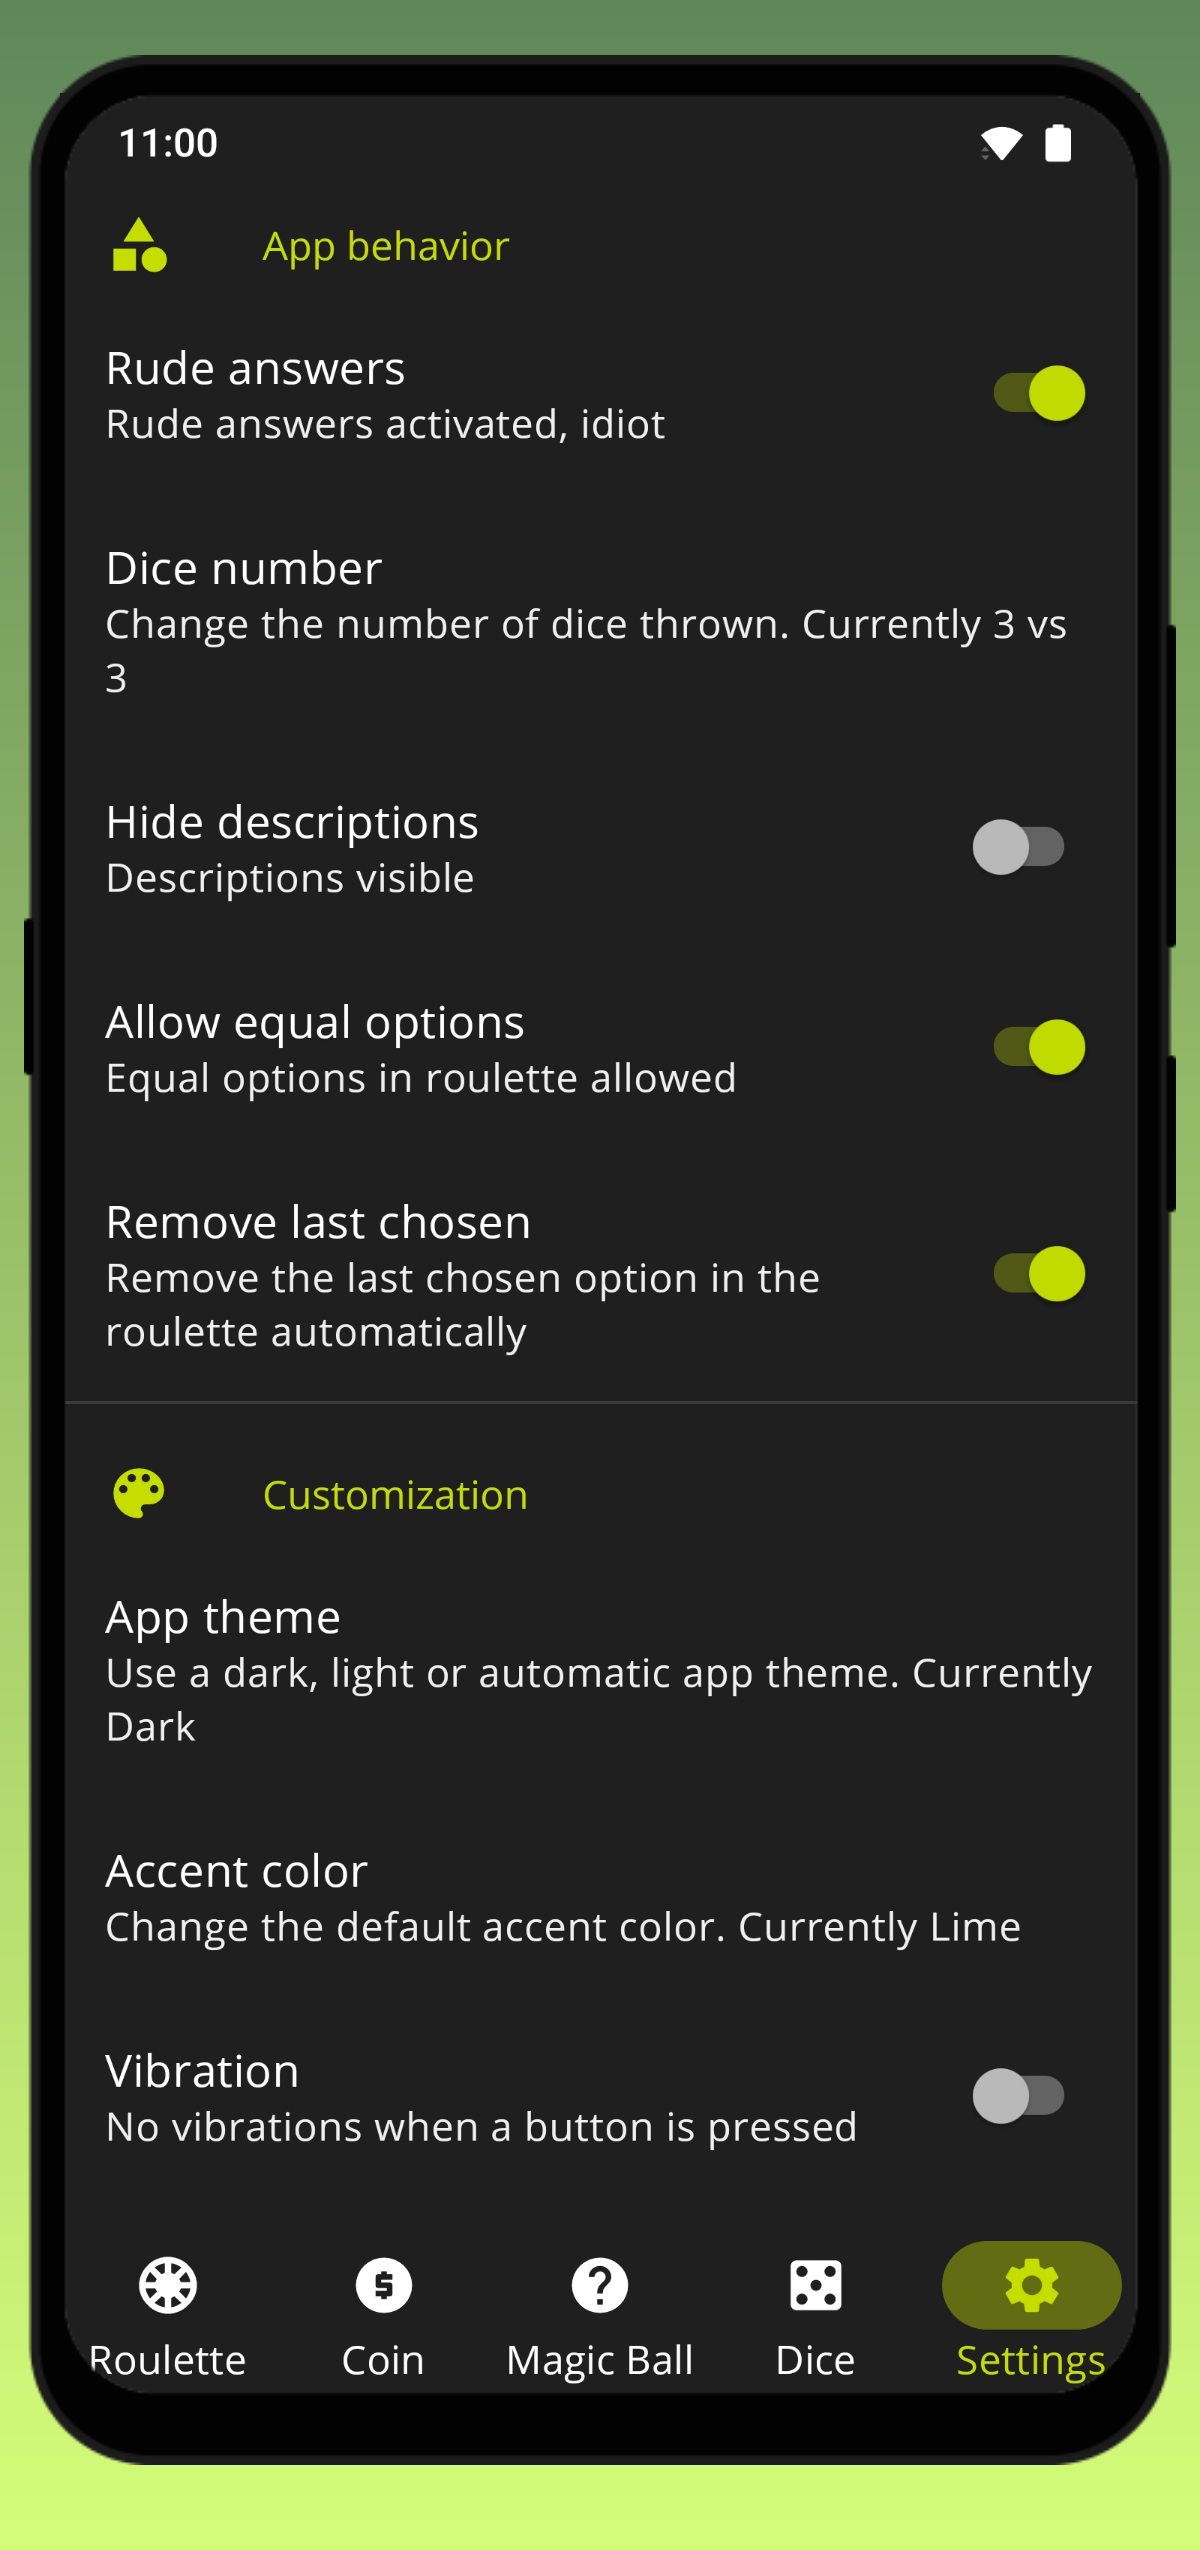 11:00
App behavior
Rude answers
Rude answers activated, idiot
Dice number
Change the number of dice thrown. Currently 3 vs
3
Hide descriptions
Descriptions visible
Allow equal options
Equal options in roulette allowed
Remove last chosen
Remove the last chosen option in the
roulette automatically
Customization
App theme
Use a dark, light or automatic app theme. Currently
Dark
Accent color
Change the default accent color. Currently Lime
Vibration
No vibrations when a button is pressed
Roulette Coin Magic Ball Dice Settings